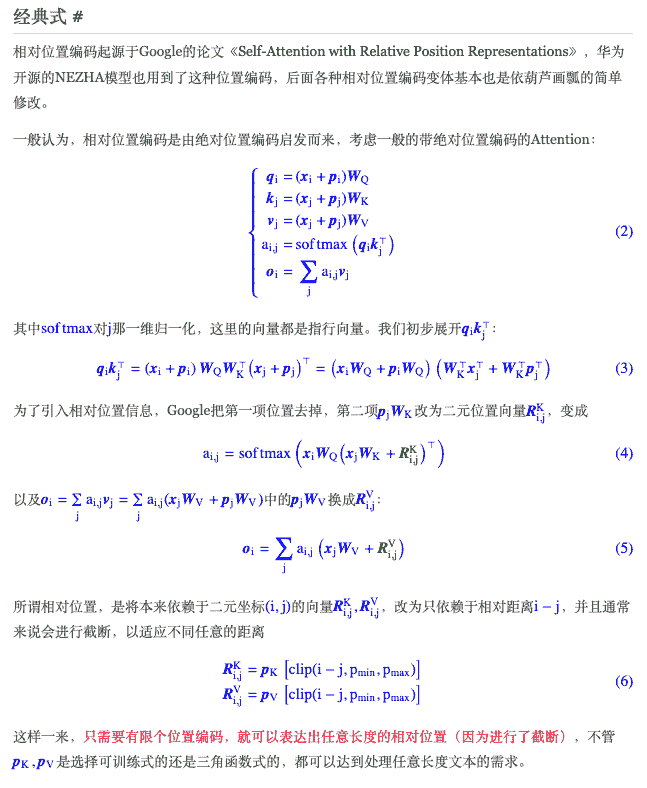 经典式 #
相对位置编码起源于Google的论文《Self-Attention with Relative Position Representations》，华为
开源的NEZHA模型也用到了这种位置编码，后面各种相对位置编码变体基本也是依葫芦画瓢的简单
修改。
一般认为，相对位置编码是由绝对位置编码启发而来，考虑一般的带绝对位置编码的Attention：
q_i = (x_i + p_i)W_Q
k_j = (x_j + p_j)W_K
v_j = (x_j + p_j)W_V
a_{i,j} = softmax (q_i k_j^⊤)
o_i = ∑_j a_{i,j} v_j
(2)
其中softmax对j那一维归一化，这里的向量都是指行向量。我们初步展开q_i k_j^⊤：
q_i k_j^⊤ = (x_i + p_i) W_Q W_K^⊤ (x_j + p_j)^⊤ = (x_i W_Q + p_i W_Q) (W_K^⊤ x_j^⊤ + W_K^⊤ p_j^⊤) (3)
为了引入相对位置信息，Google把第一项位置去掉，第二项p_j W_K改为二元位置向量R_{i,j}^K，变成
a_{i,j} = softmax (x_i W_Q (x_j W_K + R_{i,j}^K)^⊤) (4)
以及o_i = ∑_j a_{i,j} v_j = ∑_j a_{i,j}(x_j W_V + p_j W_V)中的p_j W_V换成R_{i,j}^V：
o_i = ∑_j a_{i,j} (x_j W_V + R_{i,j}^V) (5)
所谓相对位置，是将本来依赖于二元坐标(i, j)的向量R_{i,j}^K, R_{i,j}^V，改为只依赖于相对距离i − j，并且通常
来说会进行截断，以适应不同任意的距离
R_{i,j}^K = p_K [clip(i − j, p_min, p_max)]
R_{i,j}^V = p_V [clip(i − j, p_min, p_max)]
(6)
这样一来，只需要有限个位置编码，就可以表达出任意长度的相对位置（因为进行了截断），不管
p_K, p_V是选择可训练式的还是三角函数式的，都可以达到处理任意长度文本的需求。